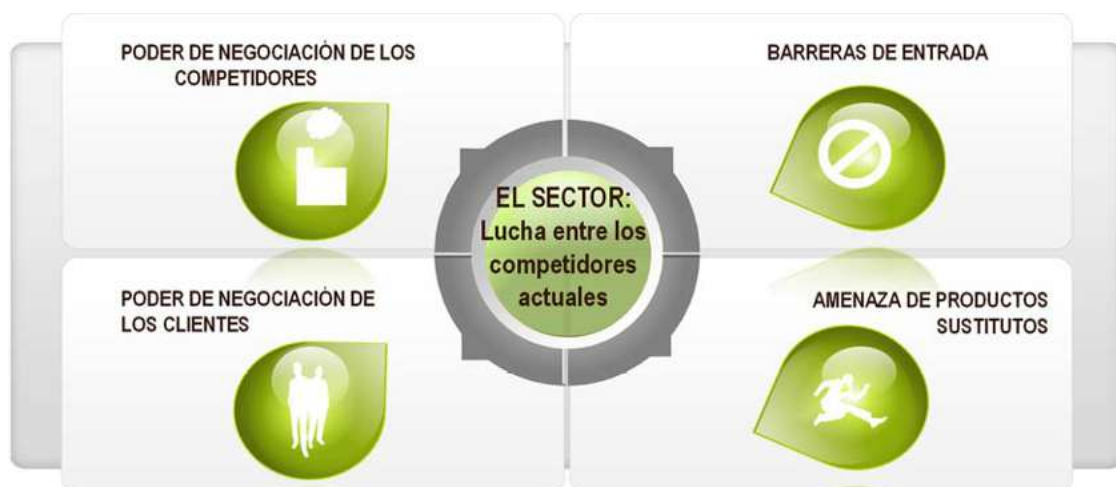 PODER DE NEGOCIACIÓN DE LOS
COMPETIDORES
BARRERAS DE ENTRADA
EL SECTOR:
Lucha entre los
competidores
actuales
PODER DE NEGOCIACIÓN DE
LOS CLIENTES
AMENAZA DE PRODUCTOS
SUSTITUTOS